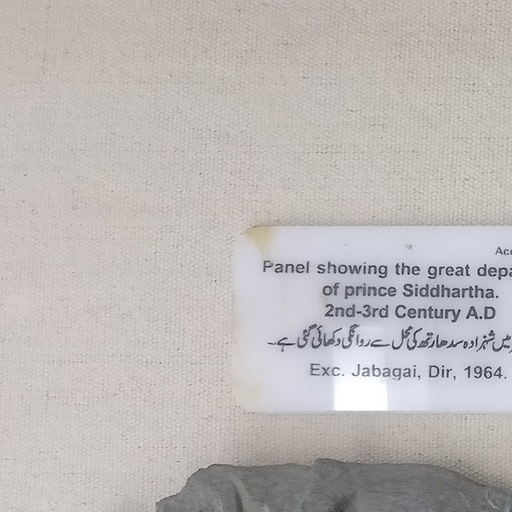 Acc
Panel showing the great depa
of prince Siddhartha.
2nd-3rd Century A.D
میں شہزادہ سدھارتھ کی محل سے روانگی دکھائی گئی ہے۔
Exc. Jabagai, Dir, 1964.